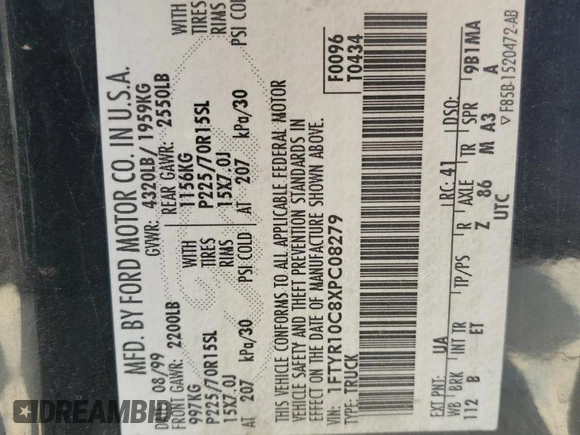 MFD. BY FORD MOTOR CO. IN U.S.A.
08/99 GVWR: 4320LB/ 1959KG
FRONT GAWR: 2200LB REAR GAWR: 2550LB
997KG 1156KG WITH
P225/70R15SL P225/70R15SL TIRES
15X7.0J WITH TIRES RIMS 15X7.0J RIMS
AT 207 kPa/30 PSI COLD AT 207 kPa/30 PSI COLD
THIS VEHICLE CONFORMS TO ALL APPLICABLE FEDERAL MOTOR
VEHICLE SAFETY AND THEFT PREVENTION STANDARDS IN
EFFECT ON THE DATE OF MANUFACTURE SHOWN ABOVE.
VIN: 1FTYR10C8XPC08279 F0096
TYPE: TRUCK T0434
EXT PNT: UA RC: 41 DSO:
WB BRK INT TR TP/PS R AXLE TR SPR 9B1MA
112 B ET Z 86 M A3 A
UTC
▽ F85B-1520472-AB
DREAMBID